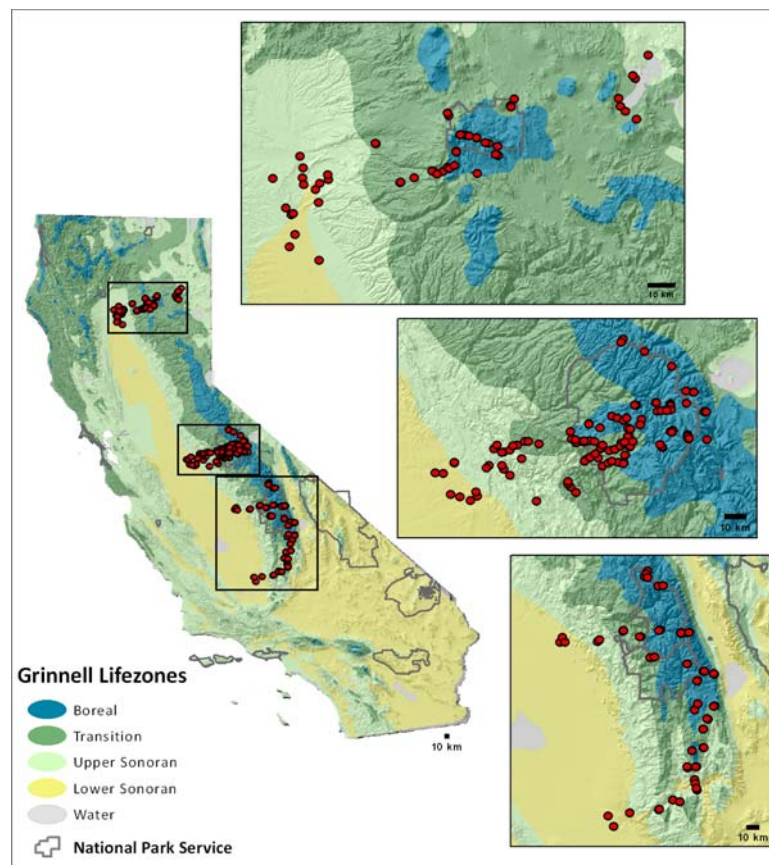 10 km
10 km
10 km
Grinnell Lifezones
Boreal
Transition
Upper Sonoran
Lower Sonoran
Water
National Park Service
10 km